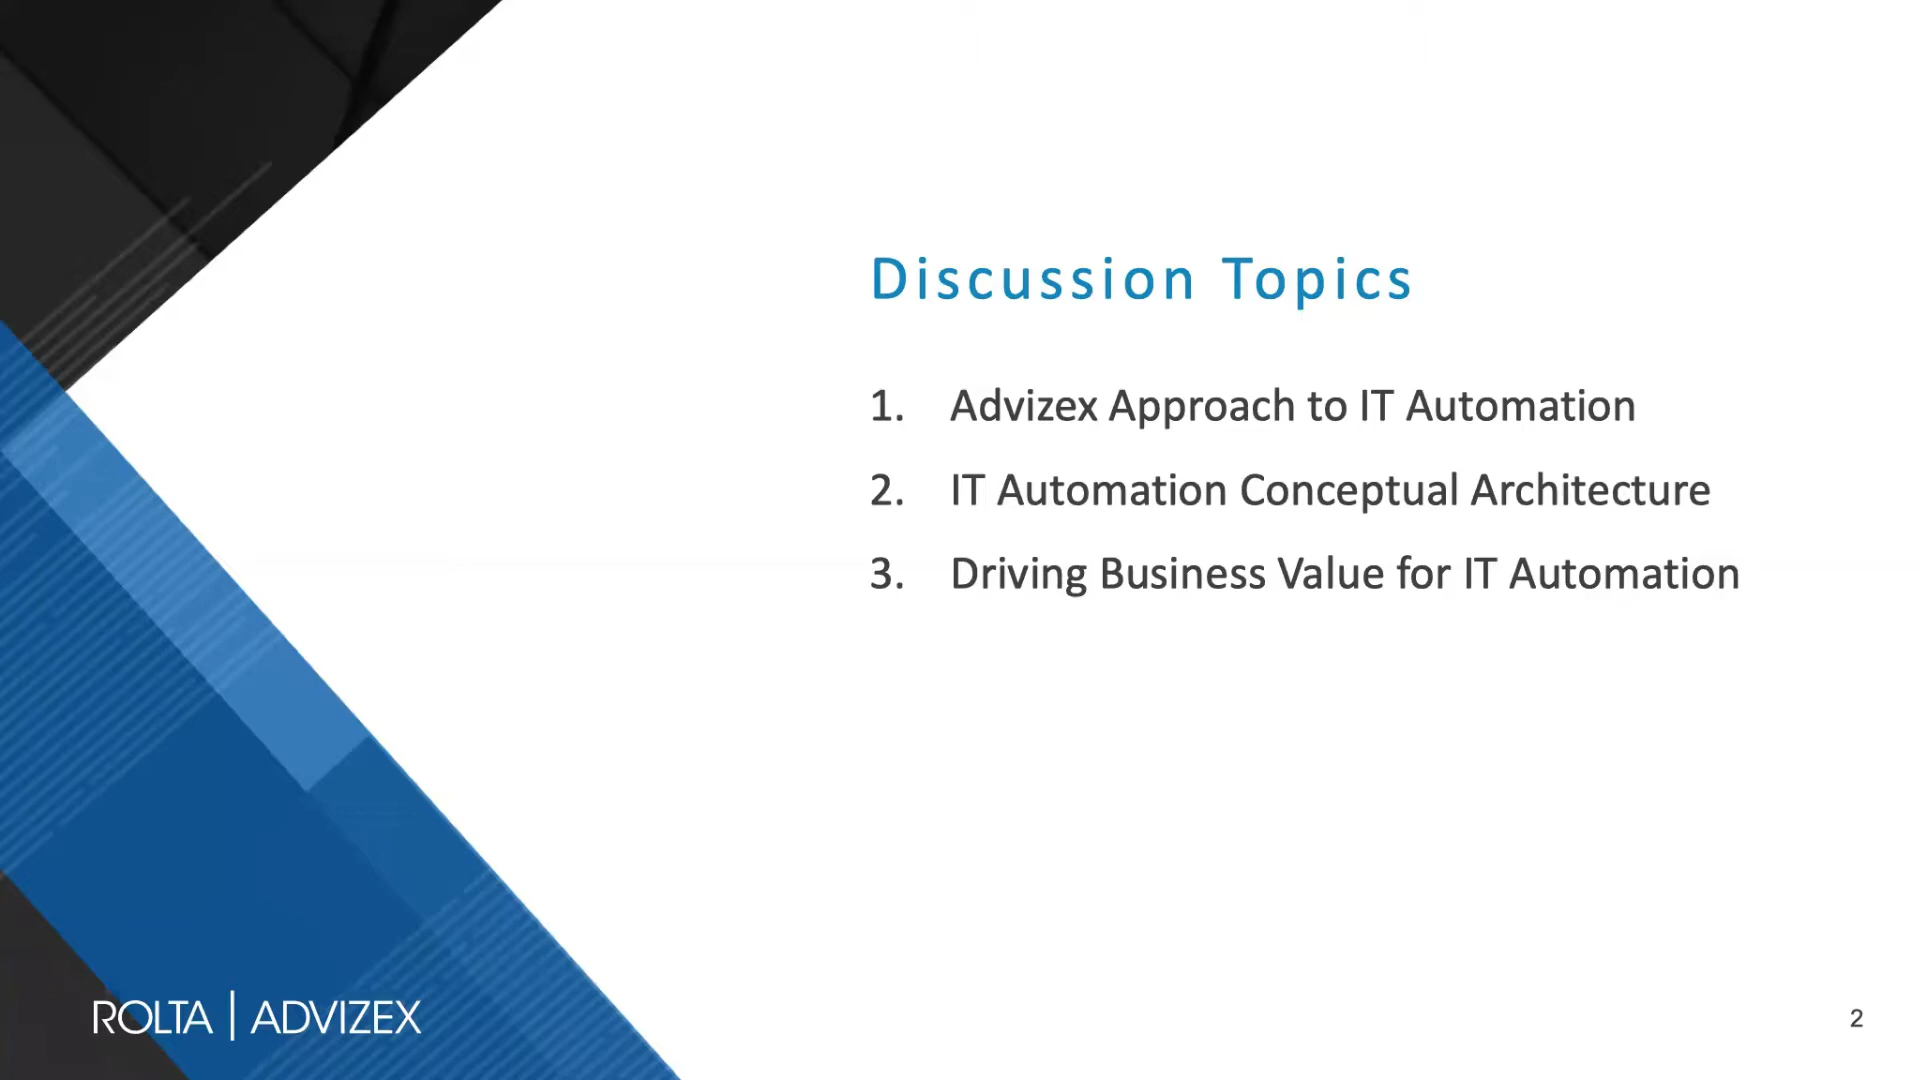 Discussion Topics
1. Advizex Approach to IT Automation
2. IT Automation Conceptual Architecture
3. Driving Business Value for IT Automation
ROLTA | ADVIZEX
2